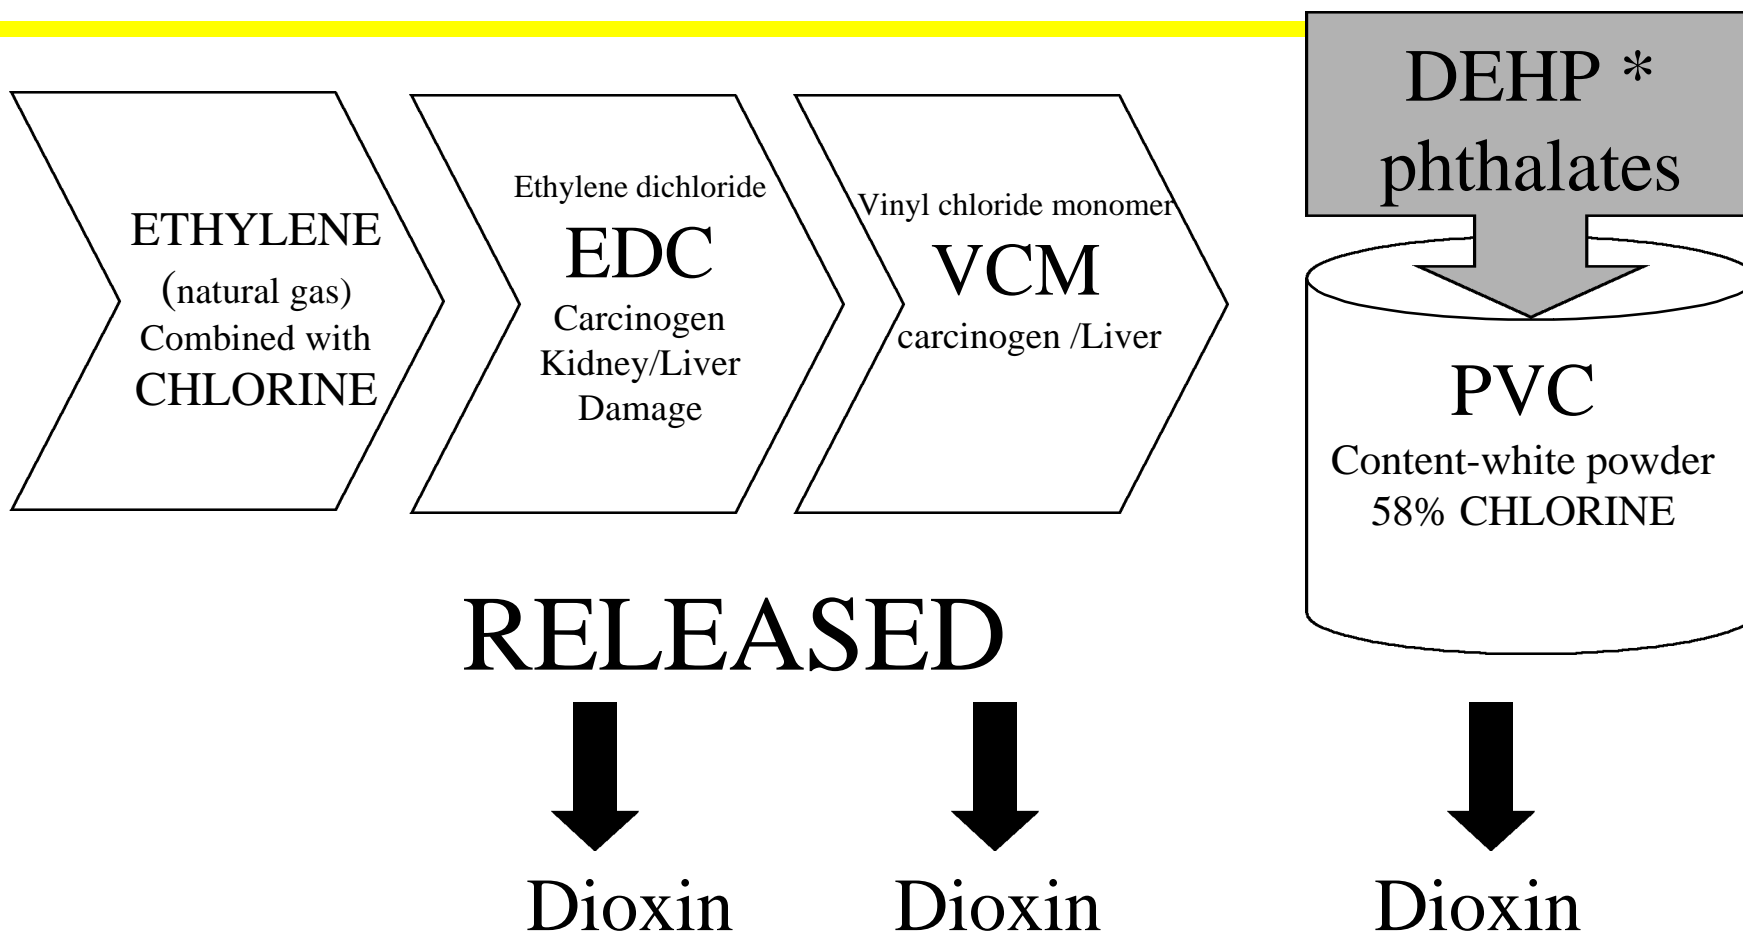 ETHYLENE
(natural gas)
Combined with
CHLORINE
Ethylene dichloride
EDC
Carcinogen
Kidney/Liver
Damage
Vinyl chloride monomer
VCM
carcinogen /Liver
DEHP *
phthalates
PVC
Content-white powder
58% CHLORINE
RELEASED
Dioxin
Dioxin
Dioxin